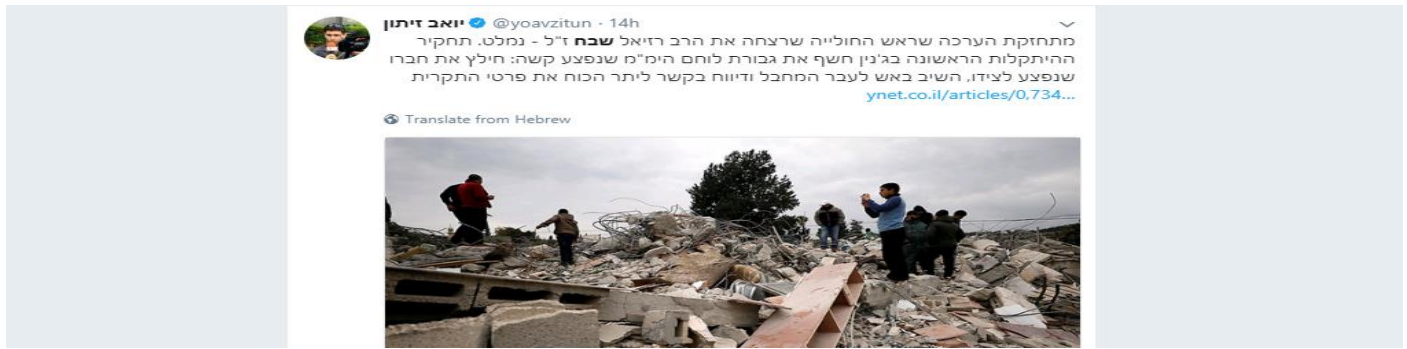 יואב זיתון @yoavzitun · 14h
מתחזקת הערכה שראש החולייה שרצחה את הרב רזיאל שבח ז"ל - נמלט. תחקיר
ההיתקלות הראשונה בג'נין חשף את גבורת לוחם הימ"מ שנפצע קשה: חילץ את חברו
שנפצע לצידו, השיב באש לעבר המחבל ודיווח בקשר ליתר הכוח את פרטי התקרית
ynet.co.il/articles/0,734...
Translate from Hebrew